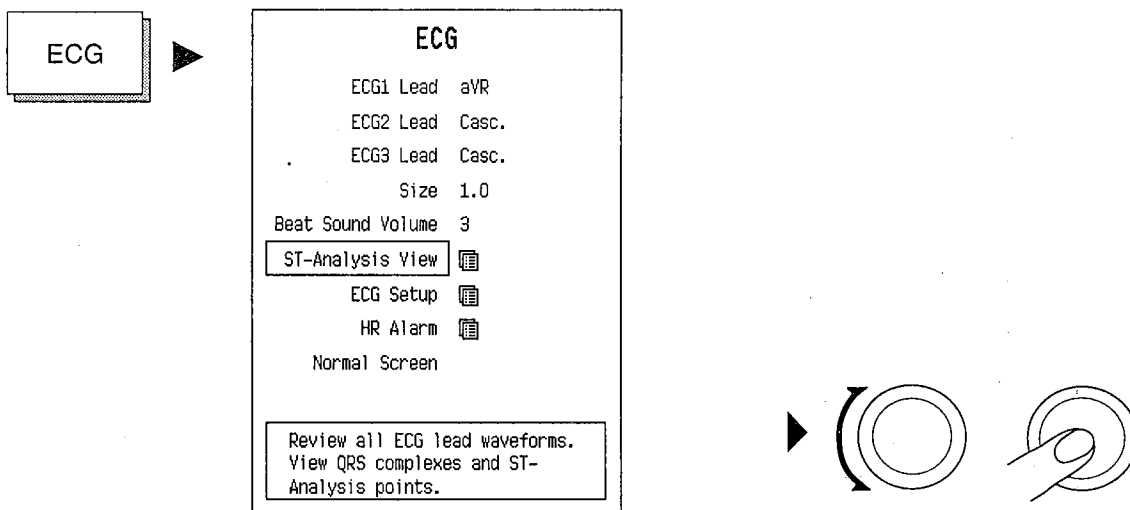 ECG
ECG
ECG1 Lead aVR
ECG2 Lead Casc.
ECG3 Lead Casc.
Size 1.0
Beat Sound Volume 3
ST-Analysis View
ECG Setup
HR Alarm
Normal Screen
Review all ECG lead waveforms.
View QRS complexes and ST-
Analysis points.